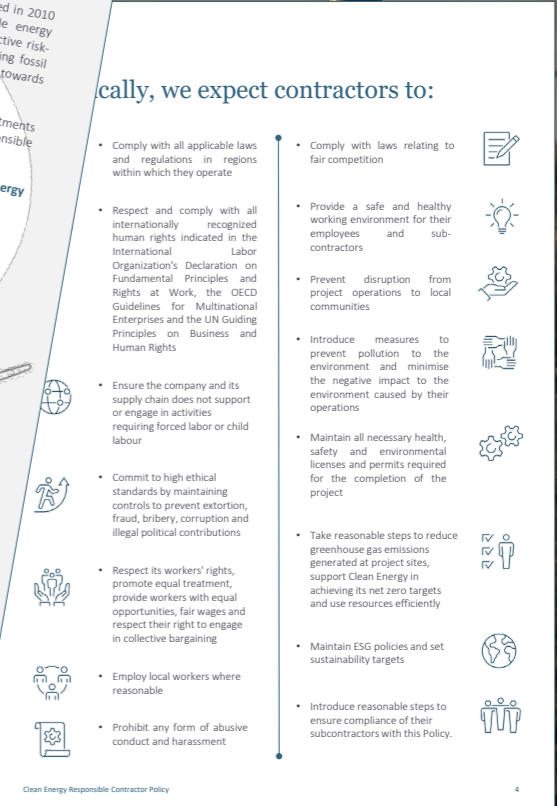 ed in 2010
le energy
ctive risk-
ing fossil
towards
tments
onsible
ergy
cally, we expect contractors to:
• Comply with all applicable laws
and regulations in regions
within which they operate
• Respect and comply with all
internationally recognized
human rights indicated in the
International Labor
Organization's Declaration on
Fundamental Principles and
Rights at Work, the OECD
Guidelines for Multinational
Enterprises and the UN Guiding
Principles on Business and
Human Rights
• Ensure the company and its
supply chain does not support
or engage in activities
requiring forced labor or child
labour
• Commit to high ethical
standards by maintaining
controls to prevent extortion,
fraud, bribery, corruption and
illegal political contributions
• Respect its workers' rights,
promote equal treatment,
provide workers with equal
opportunities, fair wages and
respect their right to engage
in collective bargaining
• Employ local workers where
reasonable
• Prohibit any form of abusive
conduct and harassment
• Comply with laws relating to
fair competition
• Provide a safe and healthy
working environment for their
employees and sub-
contractors
• Prevent disruption from
project operations to local
communities
• Introduce measures to
prevent pollution to the
environment and minimise
the negative impact to the
environment caused by their
operations
• Maintain all necessary health,
safety and environmental
licenses and permits required
for the completion of the
project
• Take reasonable steps to reduce
greenhouse gas emissions
generated at project sites,
support Clean Energy in
achieving its net zero targets
and use resources efficiently
• Maintain ESG policies and set
sustainability targets
• Introduce reasonable steps to
ensure compliance of their
subcontractors with this Policy.
Clean Energy Responsible Contractor Policy
4